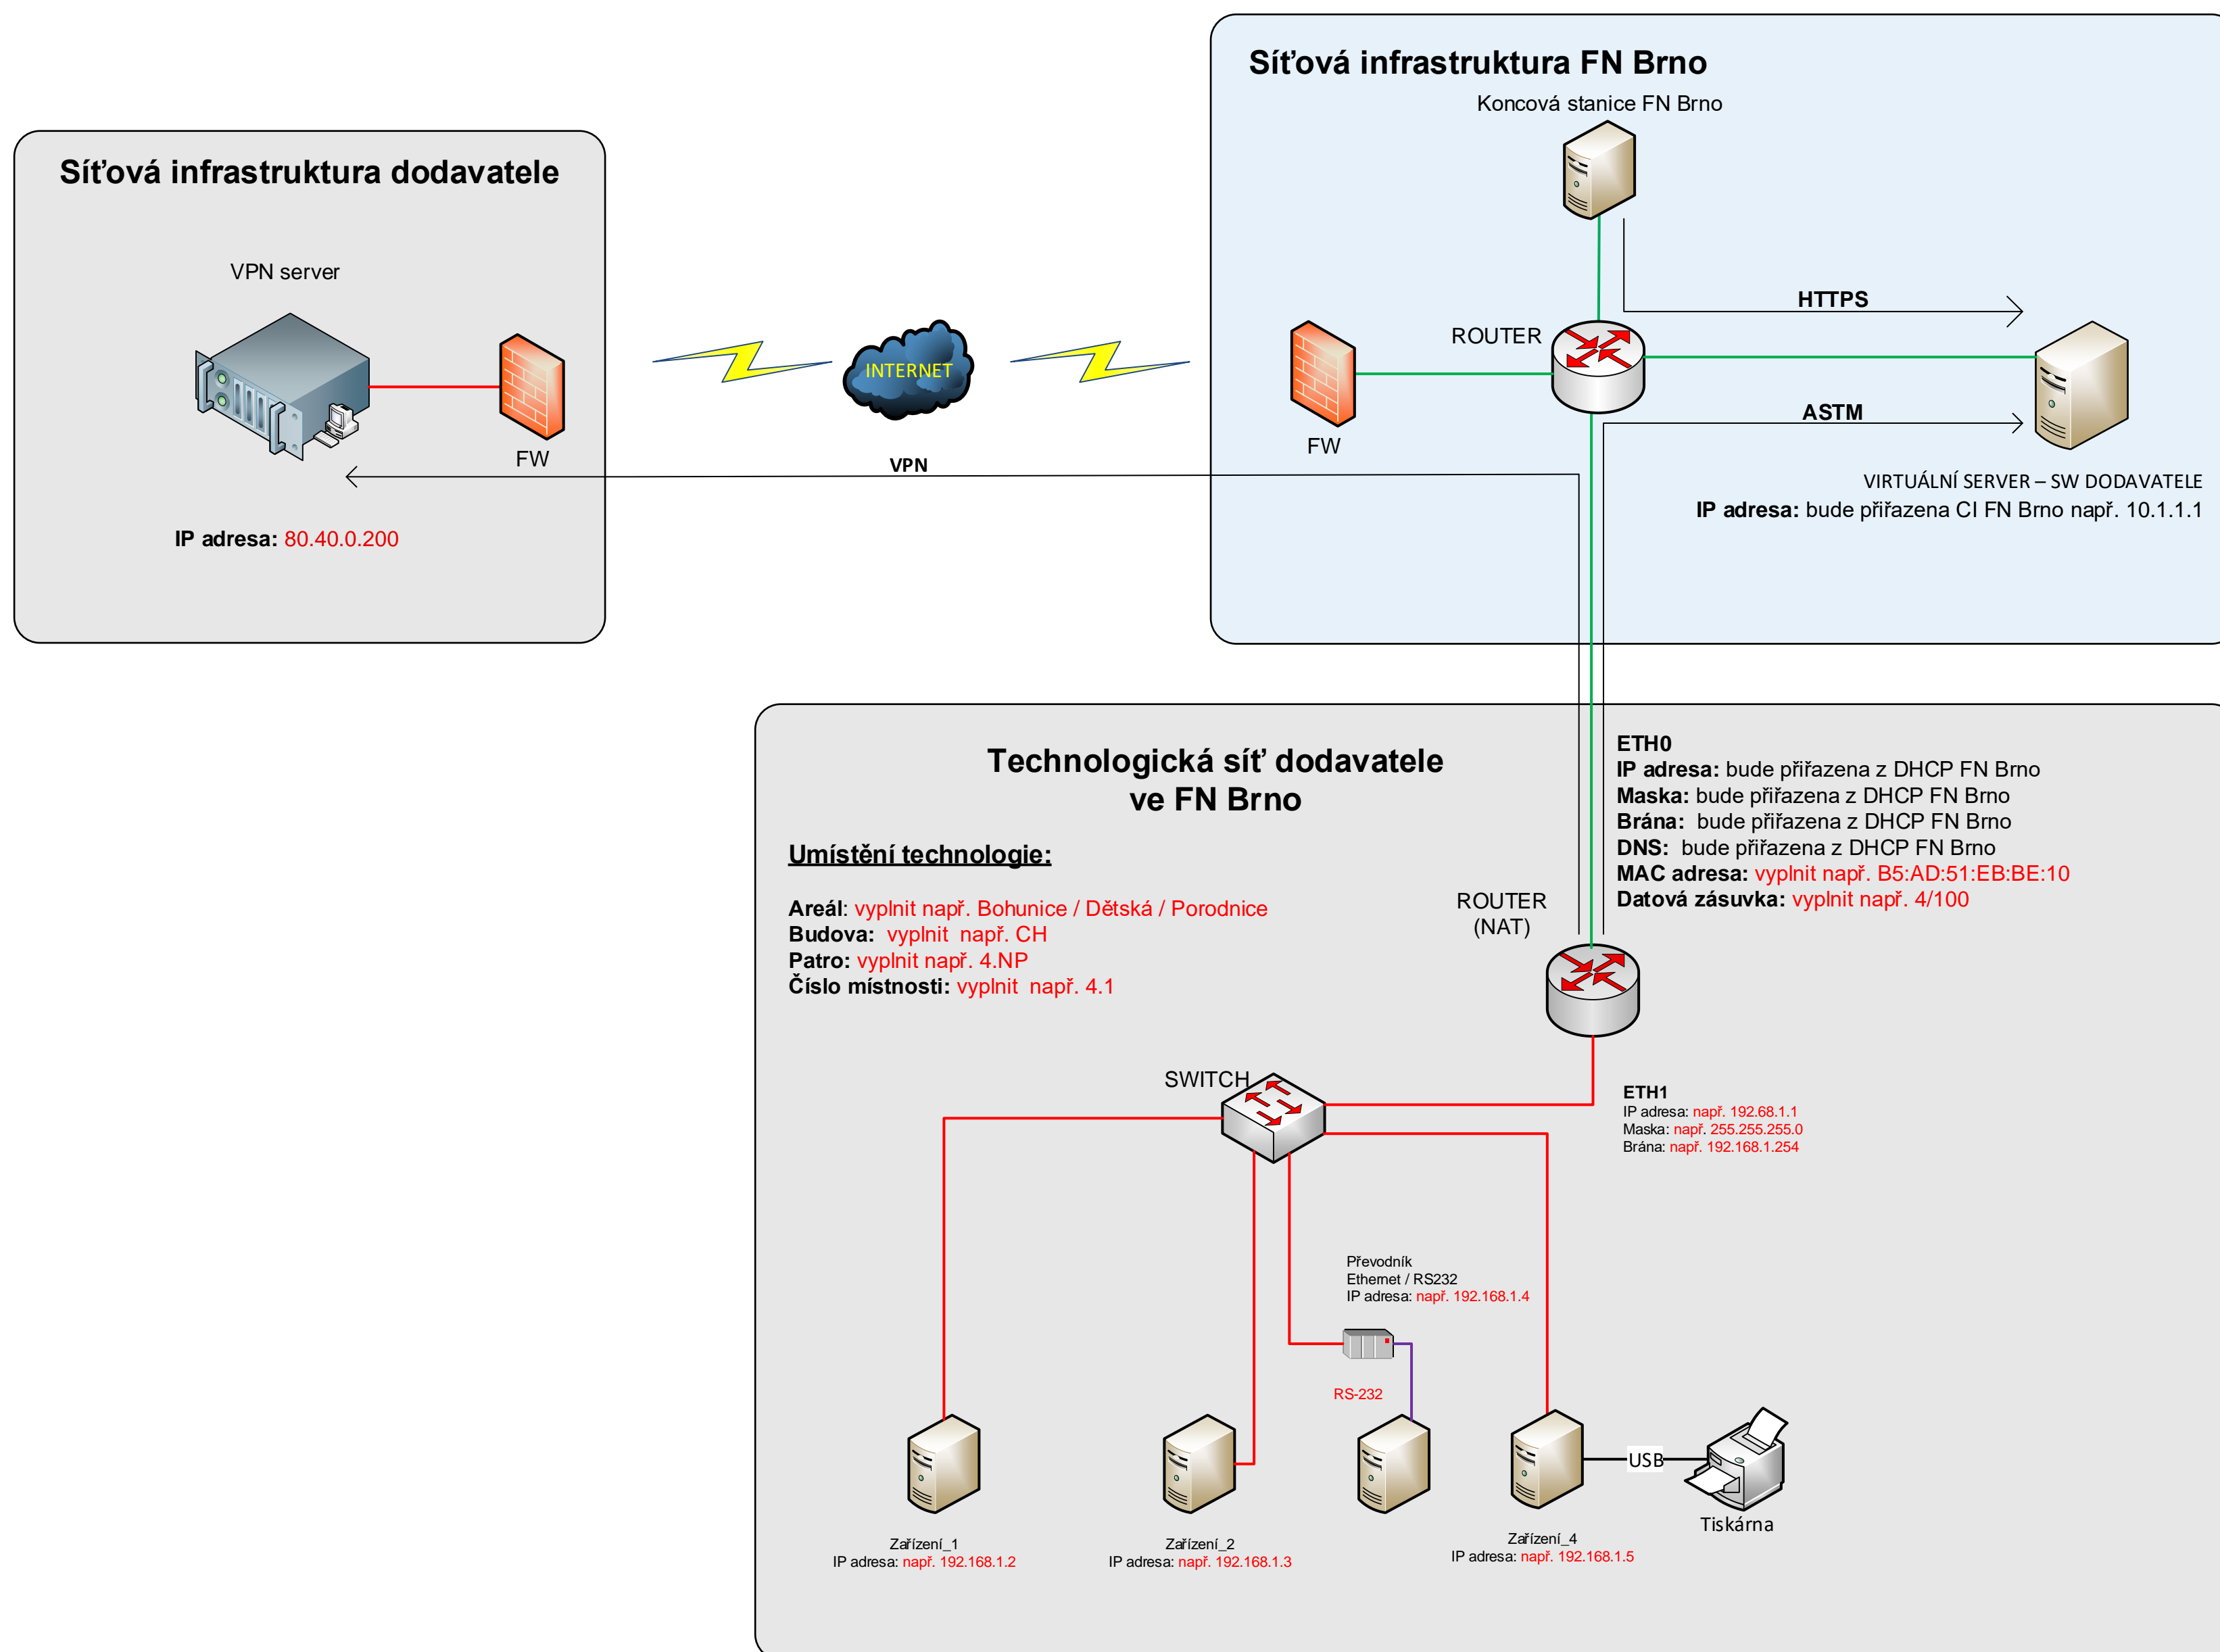 Síťová infrastruktura dodavatele
VPN server
FW
IP adresa: 80.40.0.200
INTERNET
VPN
Síťová infrastruktura FN Brno
Koncová stanice FN Brno
HTTPS
ROUTER
FW
ASTM
VIRTUÁLNÍ SERVER – SW DODAVATELE
IP adresa: bude přiřazena CI FN Brno např. 10.1.1.1
Technologická síť dodavatele
ve FN Brno
Umístění technologie:
Areál: vyplnit např. Bohunice / Dětská / Porodnice
Budova: vyplnit např. CH
Patro: vyplnit např. 4.NP
Číslo místnosti: vyplnit např. 4.1
ETH0
IP adresa: bude přiřazena z DHCP FN Brno
Maska: bude přiřazena z DHCP FN Brno
Brána: bude přiřazena z DHCP FN Brno
DNS: bude přiřazena z DHCP FN Brno
MAC adresa: vyplnit např. B5:AD:51:EB:BE:10
Datová zásuvka: vyplnit např. 4/100
ROUTER
(NAT)
SWITCH
ETH1
IP adresa: např. 192.68.1.1
Maska: např. 255.255.255.0
Brána: např. 192.168.1.254
Převodník
Ethernet / RS232
IP adresa: např. 192.168.1.4
RS-232
USB
Tiskárna
Zařízení_1
IP adresa: např. 192.168.1.2
Zařízení_2
IP adresa: např. 192.168.1.3
Zařízení_4
IP adresa: např. 192.168.1.5